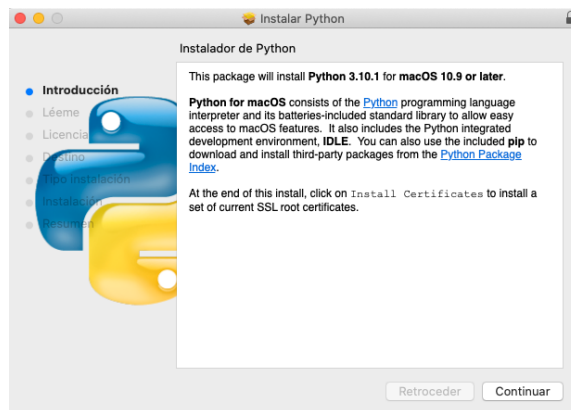 Instalar Python
Instalador de Python
Introducción
Léeme
Licencia
Destino
Tipo instalación
Instalación
Resumen
This package will install Python 3.10.1 for macOS 10.9 or later.
Python for macOS consists of the Python programming language
interpreter and its batteries-included standard library to allow easy
access to macOS features.  It also includes the Python integrated
development environment, IDLE.  You can also use the included pip to
download and install third-party packages from the Python Package
Index.
At the end of this install, click on Install Certificates to install a
set of current SSL root certificates.
Retroceder
Continuar